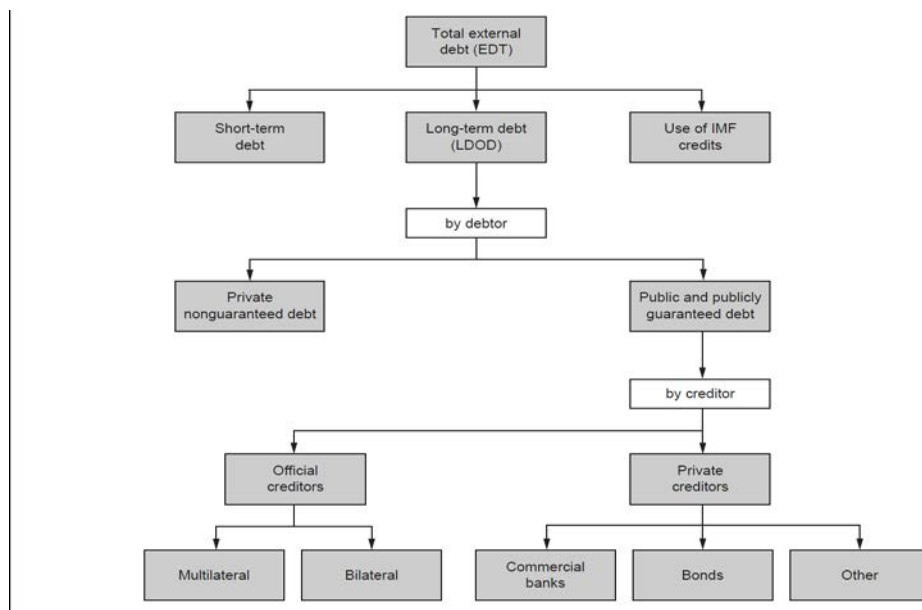 Total external
debt (EDT)
Short-term
debt
Long-term debt
(LDOD)
Use of IMF
credits
by debtor
Private
nonguaranteed debt
Public and publicly
guaranteed debt
by creditor
Official
creditors
Private
creditors
Multilateral
Bilateral
Commercial
banks
Bonds
Other